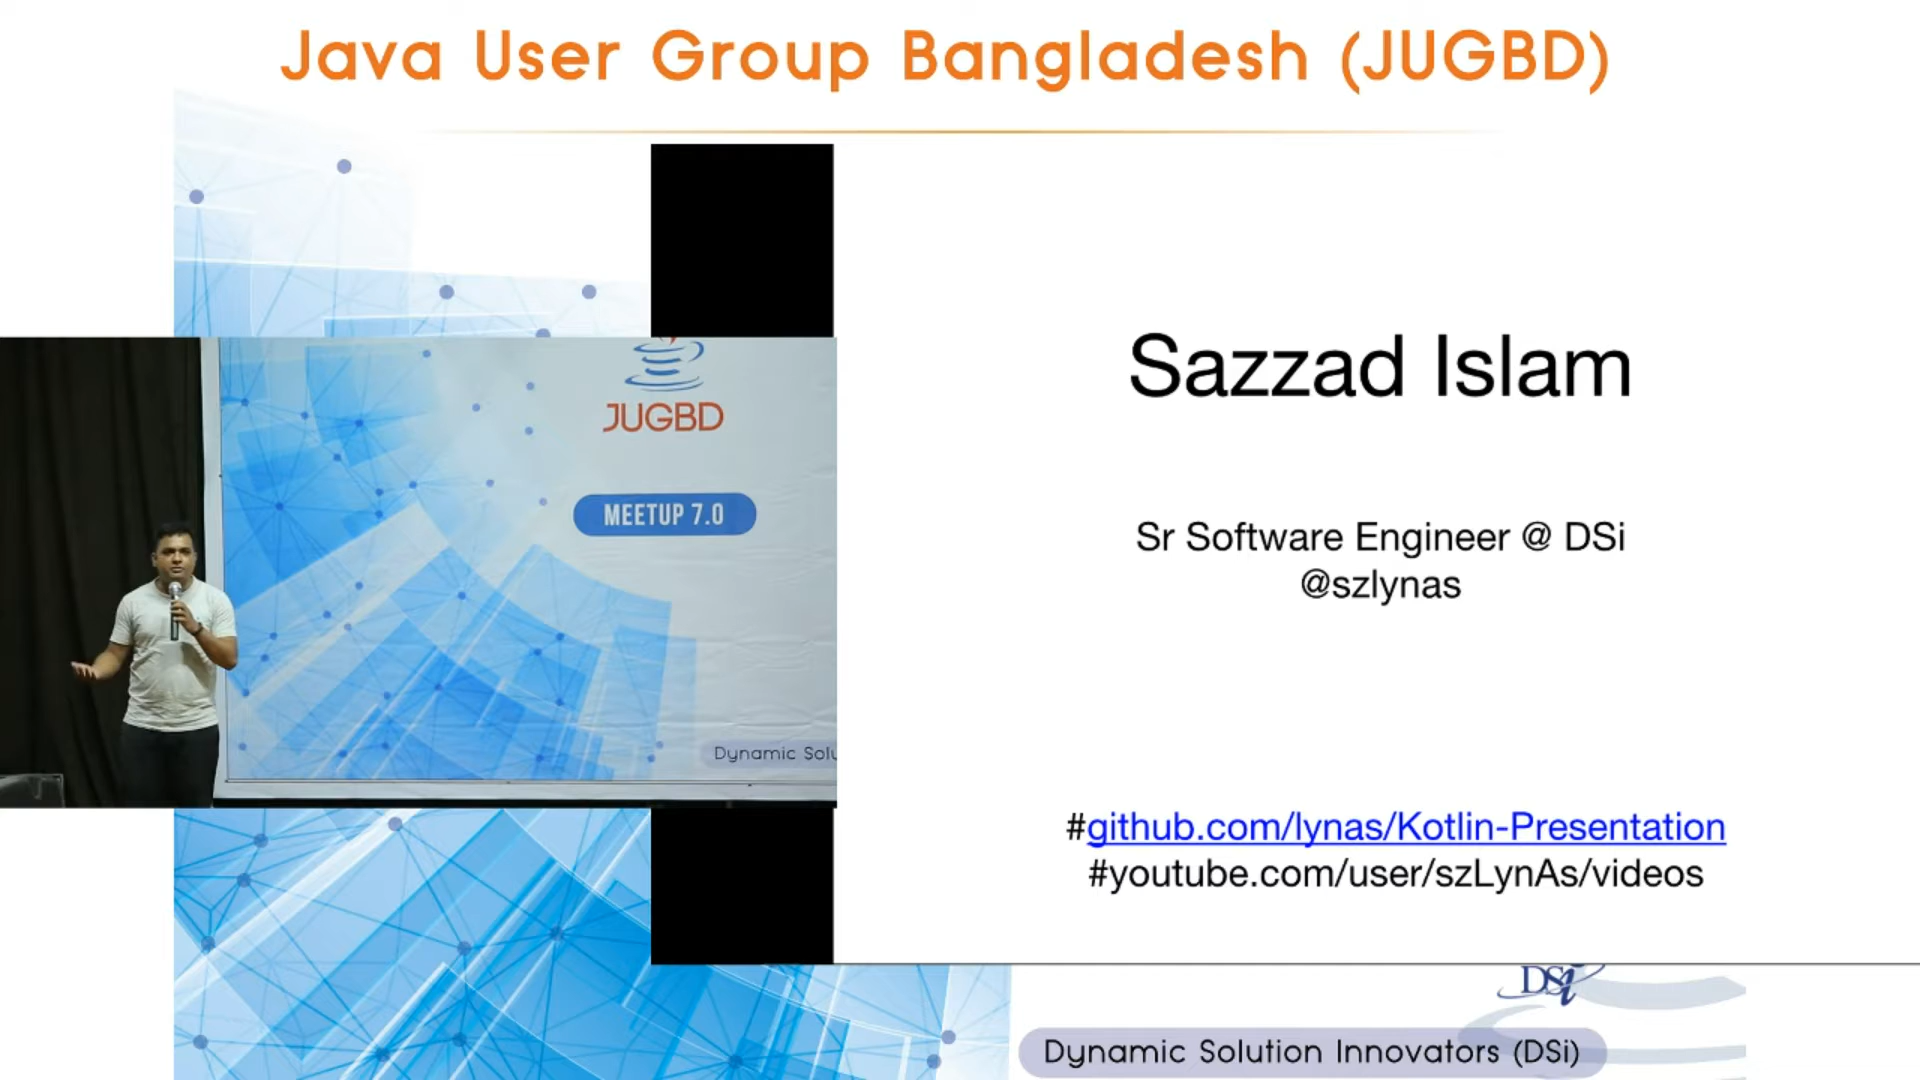 Java User Group Bangladesh (JUGBD)
JUGBD
MEETUP 7.0
Dynamic Solu
Sazzad Islam
Sr Software Engineer @ DSi
@szlynas
#github.com/lynas/Kotlin-Presentation
#youtube.com/user/szLynAs/videos
DSi
Dynamic Solution Innovators (DSi)